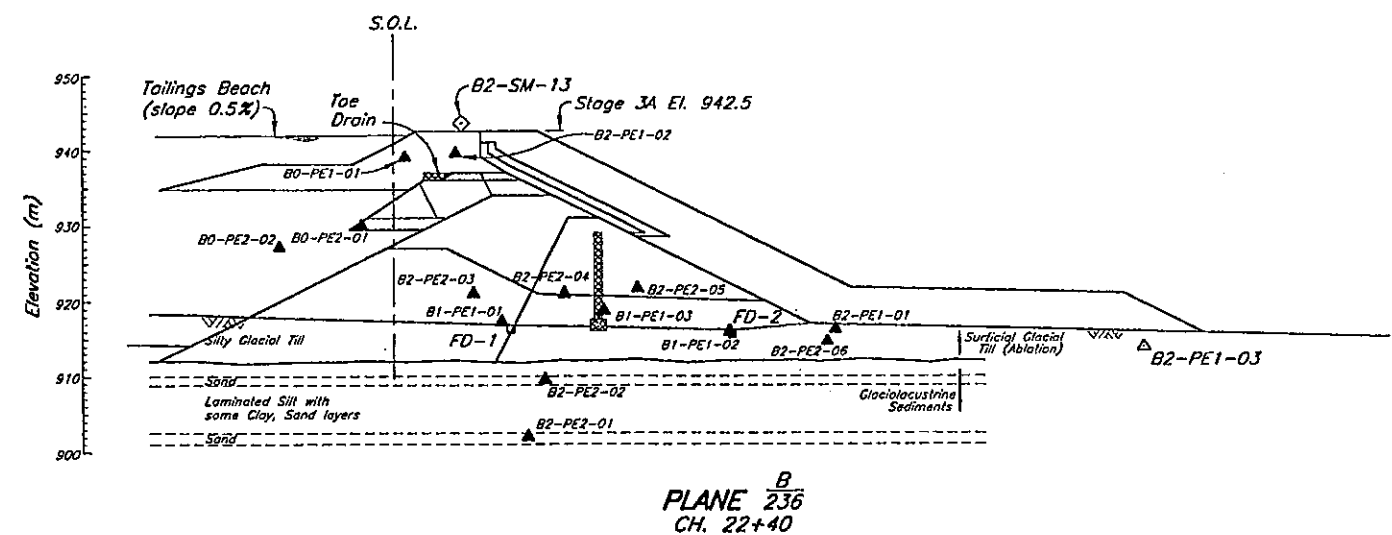 S.O.L.
950
940
930
920
910
900
Elevation (m)
Tailings Beach
(slope 0.5%)
Toe
Drain
B2-SM-13
Stage 3A El. 942.5
B2-PE1-02
B0-PE1-01
B0-PE2-02
B0-PE2-01
B2-PE2-03
B2-PE2-04
B2-PE2-05
B1-PE1-01
B1-PE1-03
FD-2
B2-PE1-01
FD-1
B1-PE1-02
B2-PE2-06
Silty Glacial Till
Surficial Glacial
Till (Ablation)
B2-PE1-03
Sand
B2-PE2-02
Laminated Silt with
some Clay, Sand layers
Glaciolacustrine
Sediments
Sand
B2-PE2-01
PLANE B
236
CH. 22+40